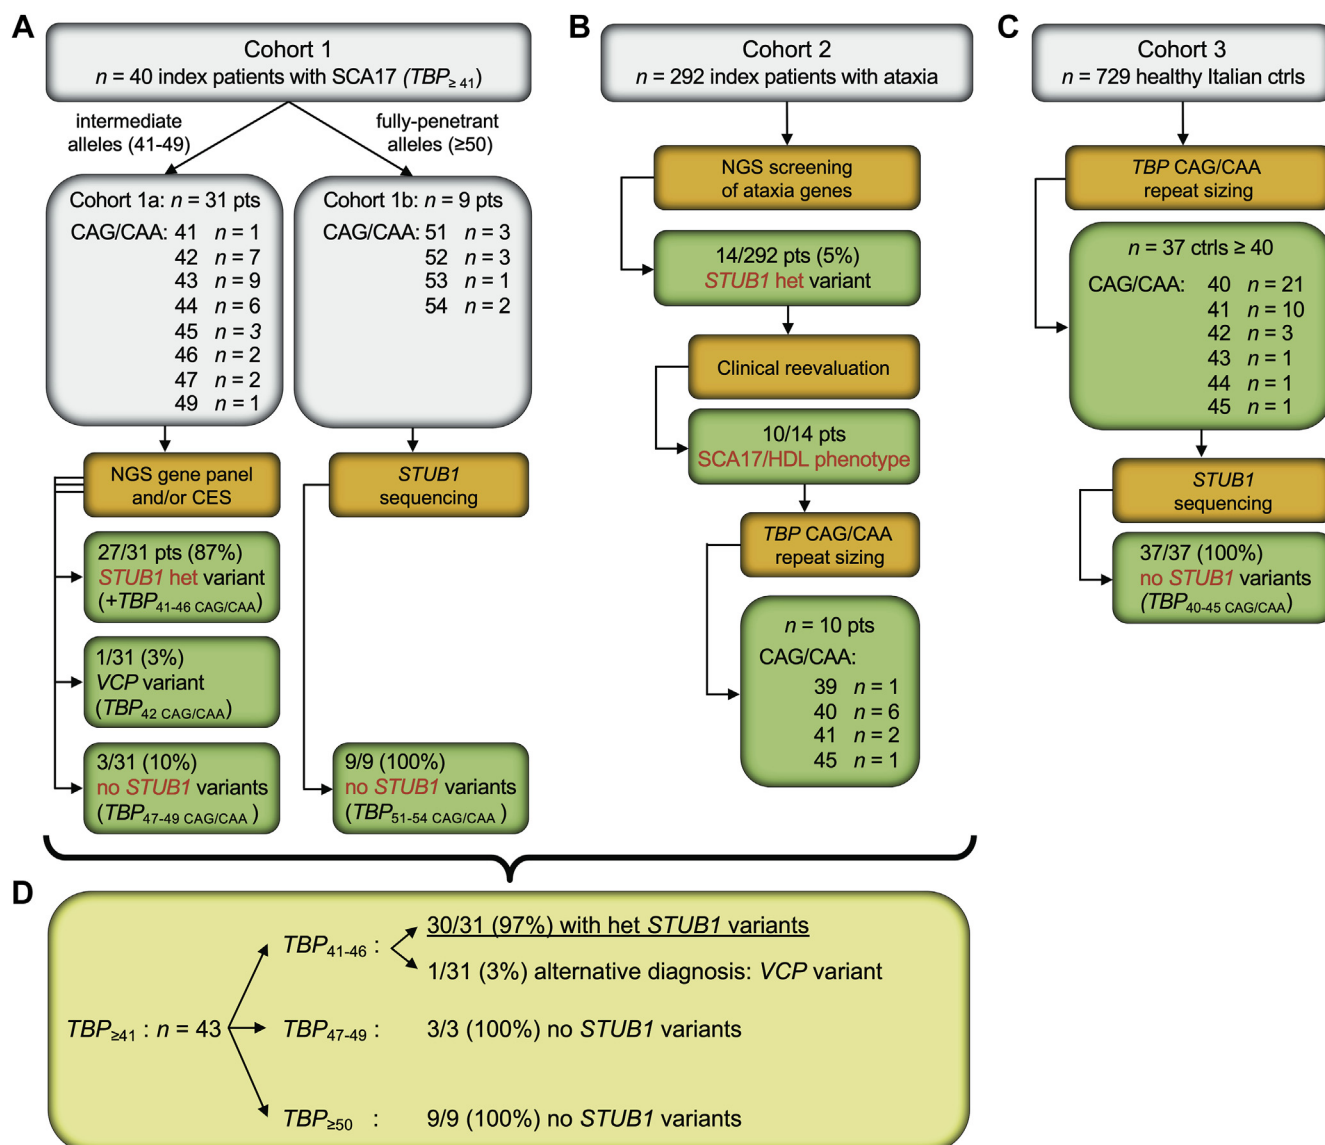 A
Cohort 1
n = 40 index patients with SCA17 (TBP≥ 41)
intermediate
alleles (41-49)
fully-penetrant
alleles (≥50)
Cohort 1a: n = 31 pts
CAG/CAA: 41 n = 1
42 n = 7
43 n = 9
44 n = 6
45 n = 3
46 n = 2
47 n = 2
49 n = 1
Cohort 1b: n = 9 pts
CAG/CAA: 51 n = 3
52 n = 3
53 n = 1
54 n = 2
NGS gene panel
and/or CES
STUB1
sequencing
27/31 pts (87%)
STUB1 het variant
(+TBP41-46 CAG/CAA)
1/31 (3%)
VCP variant
(TBP42 CAG/CAA)
3/31 (10%)
no STUB1 variants
(TBP47-49 CAG/CAA )
9/9 (100%)
no STUB1 variants
(TBP51-54 CAG/CAA )
B
Cohort 2
n = 292 index patients with ataxia
NGS screening
of ataxia genes
14/292 pts (5%)
STUB1 het variant
Clinical reevaluation
10/14 pts
SCA17/HDL phenotype
TBP CAG/CAA
repeat sizing
n = 10 pts
CAG/CAA:
39 n = 1
40 n = 6
41 n = 2
45 n = 1
C
Cohort 3
n = 729 healthy Italian ctrls
TBP CAG/CAA
repeat sizing
n = 37 ctrls ≥ 40
CAG/CAA: 40 n = 21
41 n = 10
42 n = 3
43 n = 1
44 n = 1
45 n = 1
STUB1
sequencing
37/37 (100%)
no STUB1 variants
(TBP40-45 CAG/CAA)
D
TBP≥41 : n = 43
TBP41-46 :
30/31 (97%) with het STUB1 variants
1/31 (3%) alternative diagnosis: VCP variant
TBP47-49 : 3/3 (100%) no STUB1 variants
TBP≥50 : 9/9 (100%) no STUB1 variants